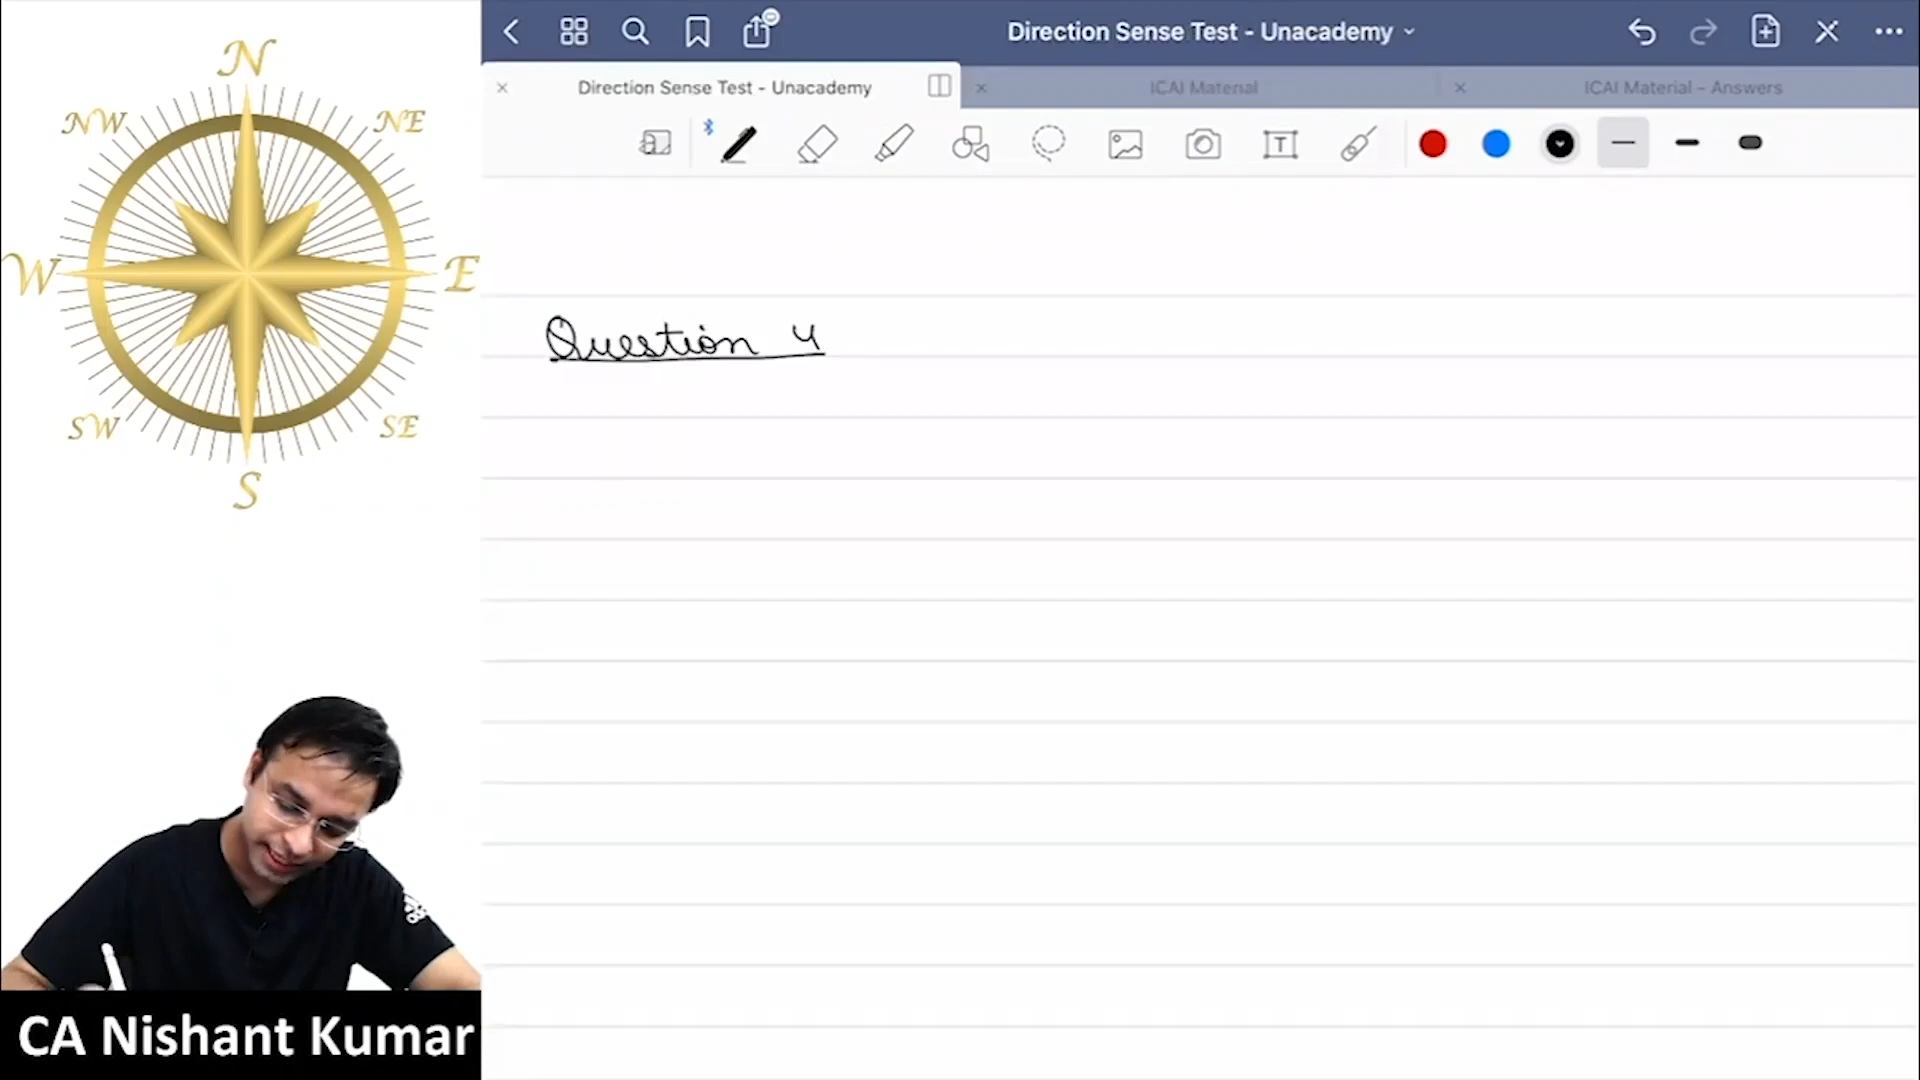 N
NW
NE
W
E
SW
SE
S
CA Nishant Kumar
Direction Sense Test - Unacademy
Direction Sense Test - Unacademy
ICAI Material
ICAI Material - Answers
a
T
Question 4